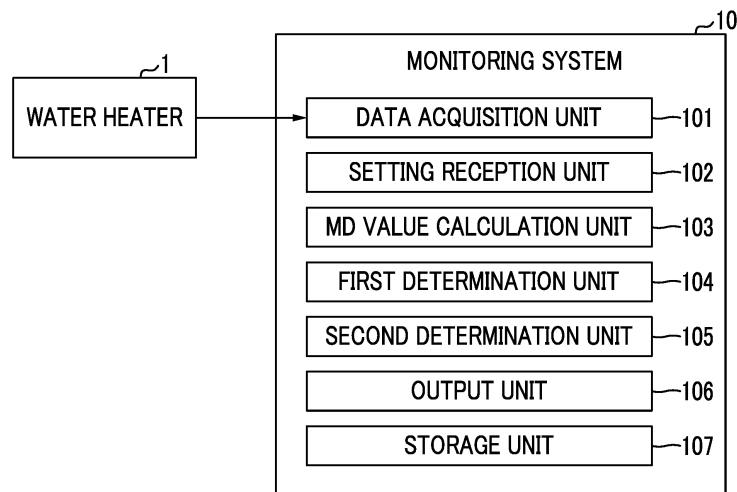 10
1
MONITORING SYSTEM
WATER HEATER
DATA ACQUISITION UNIT 101
SETTING RECEPTION UNIT 102
MD VALUE CALCULATION UNIT 103
FIRST DETERMINATION UNIT 104
SECOND DETERMINATION UNIT 105
OUTPUT UNIT 106
STORAGE UNIT 107